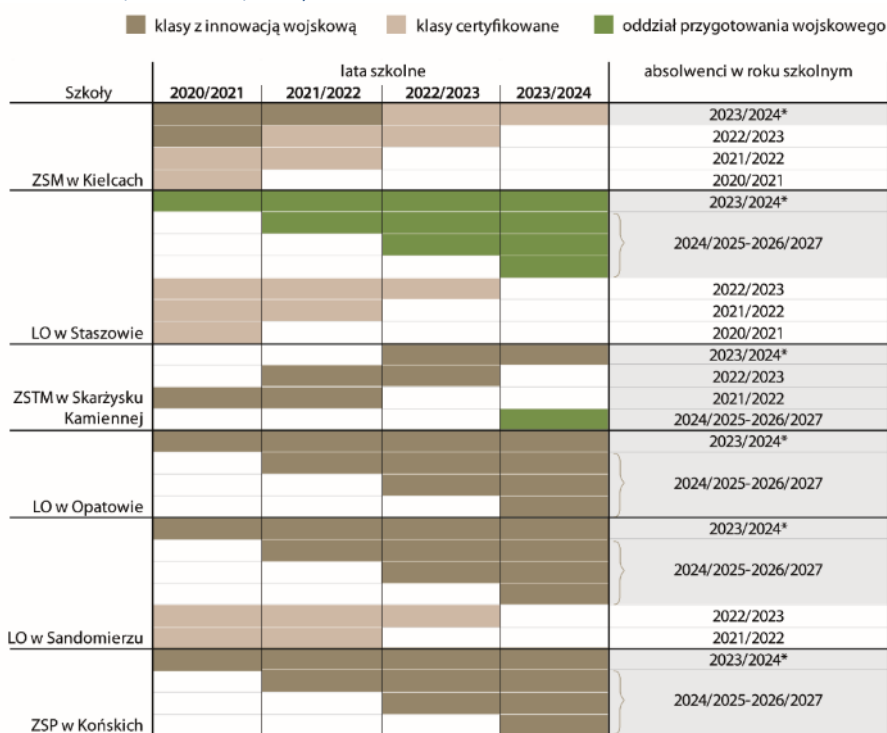 klasy z innowacją wojskową klasy certyfikowane oddział przygotowania wojskowego
lata szkolne absolwenci w roku szkolnym
Szkoły 2020/2021 2021/2022 2022/2023 2023/2024
2023/2024*
2022/2023
2021/2022
ZSM w Kielcach 2020/2021
2023/2024*
2024/2025-2026/2027
2022/2023
2021/2022
LO w Staszowie 2020/2021
2023/2024*
2022/2023
ZSTM w Skarżysku 2021/2022
Kamiennej 2024/2025-2026/2027
2023/2024*
2024/2025-2026/2027
LO w Opatowie
2023/2024*
2024/2025-2026/2027
2022/2023
LO w Sandomierzu 2021/2022
2023/2024*
2024/2025-2026/2027
ZSP w Końskich